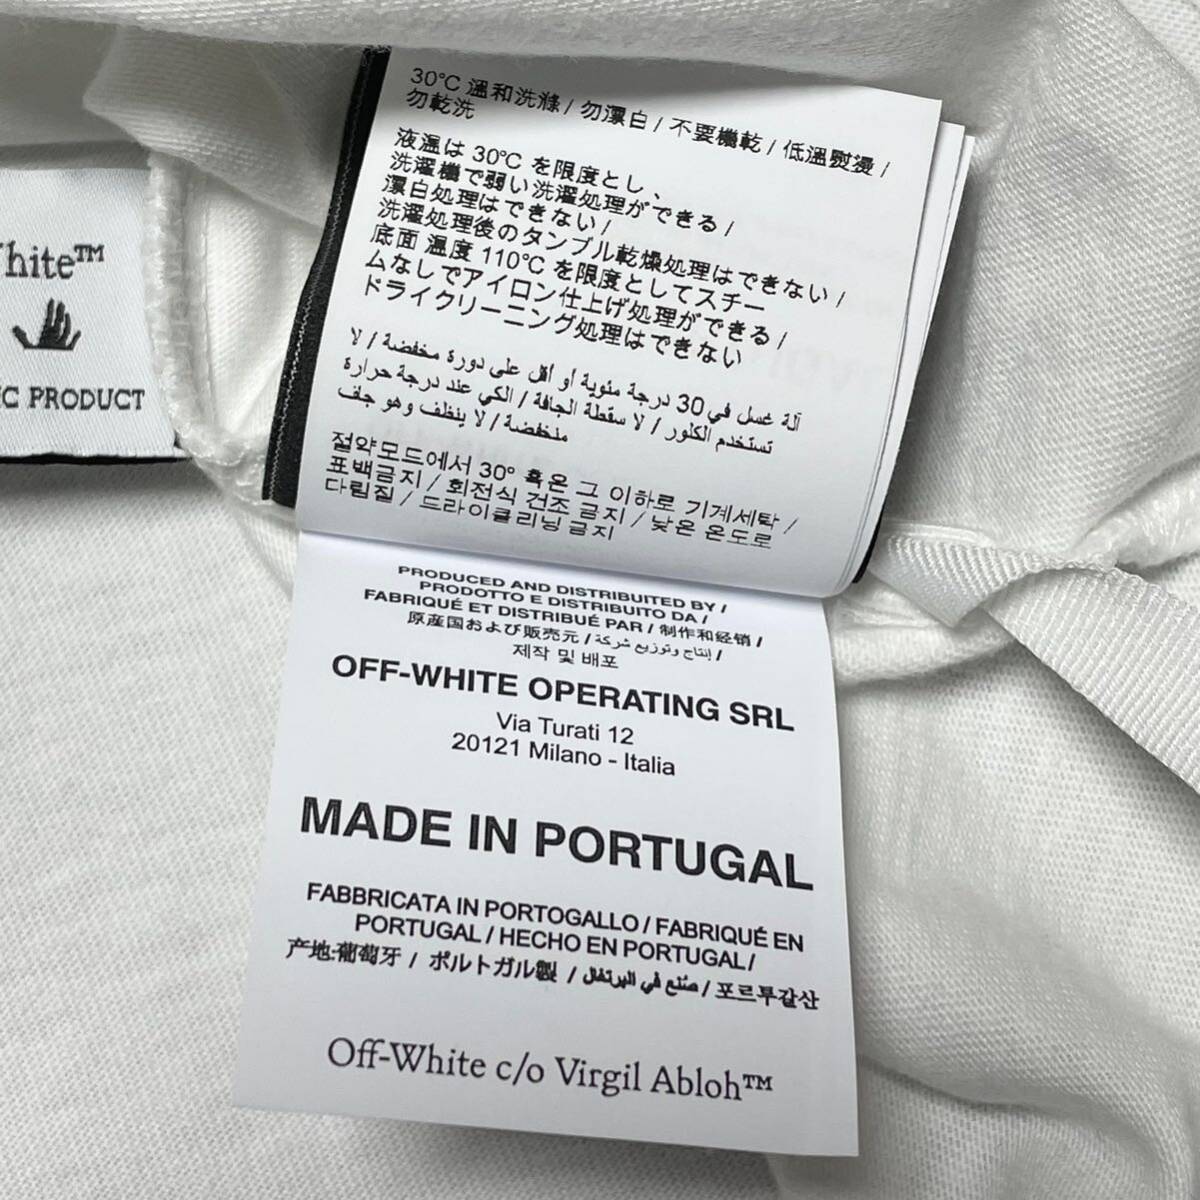 30°C 溫和洗滌 / 勿漂白 / 不要機乾 / 低溫熨燙 /
勿乾洗
液温は 30℃ を限度とし、
洗濯機で弱い洗濯処理ができる /
漂白処理はできない /
洗濯処理後のタンブル乾燥処理はできない /
底面 温度 110℃ を限度としてスチー
ムなしでアイロン仕上げ処理ができる /
ドライクリーニング処理はできない
آلة غسل في 30 درجة مئوية أو أقل على دورة مخفضة / لا
تستخدم الكلور / لا سقطة الجافة / الكي عند درجة حرارة
منخفضة / لا ينظف وهو جاف
절약모드에서 30° 혹은 그 이하로 기계세탁 /
표백금지 / 회전식 건조 금지 / 낮은 온도로
다림질 / 드라이클리닝 금지
hite™
C PRODUCT
PRODUCED AND DISTRIBUITED BY /
PRODOTTO E DISTRIBUITO DA /
FABRIQUÉ ET DISTRIBUÉ PAR / 制作和经销 /
原産国および販売元 / إنتاج وتوزيع شركة /
제작 및 배포
OFF-WHITE OPERATING SRL
Via Turati 12
20121 Milano - Italia
MADE IN PORTUGAL
FABBRICATA IN PORTOGALLO / FABRIQUÉ EN
PORTUGAL / HECHO EN PORTUGAL /
产地:葡萄牙 / ポルトガル製 / صنع في البرتغال / 포르투갈산
Off-White c/o Virgil Abloh™